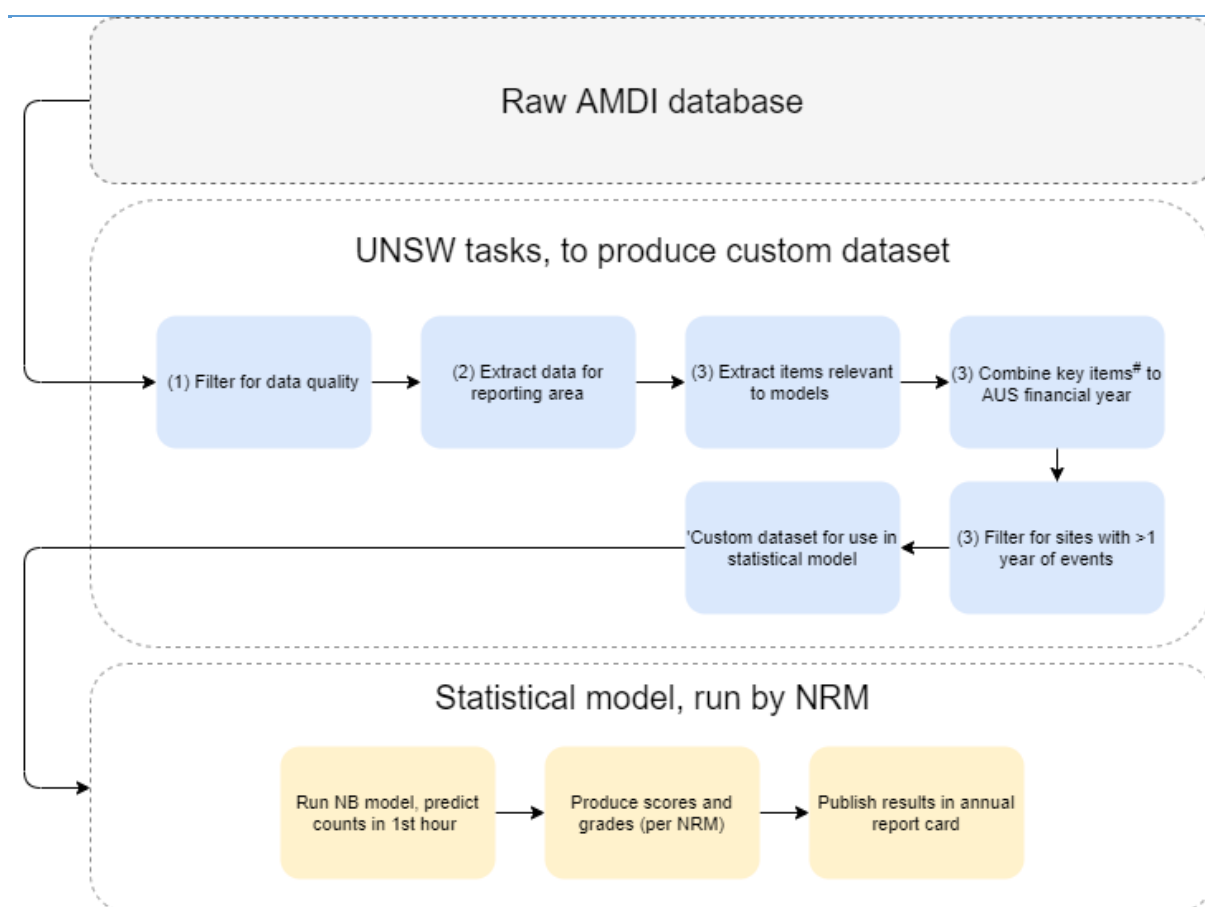 Raw AMDI database
UNSW tasks, to produce custom dataset
(1) Filter for data quality
(2) Extract data for
reporting area
(3) Extract items relevant
to models
(3) Combine key items# to
AUS financial year
(3) Filter for sites with >1
year of events
'Custom dataset for use in
statistical model
Statistical model, run by NRM
Run NB model, predict
counts in 1st hour
Produce scores and
grades (per NRM)
Publish results in annual
report card